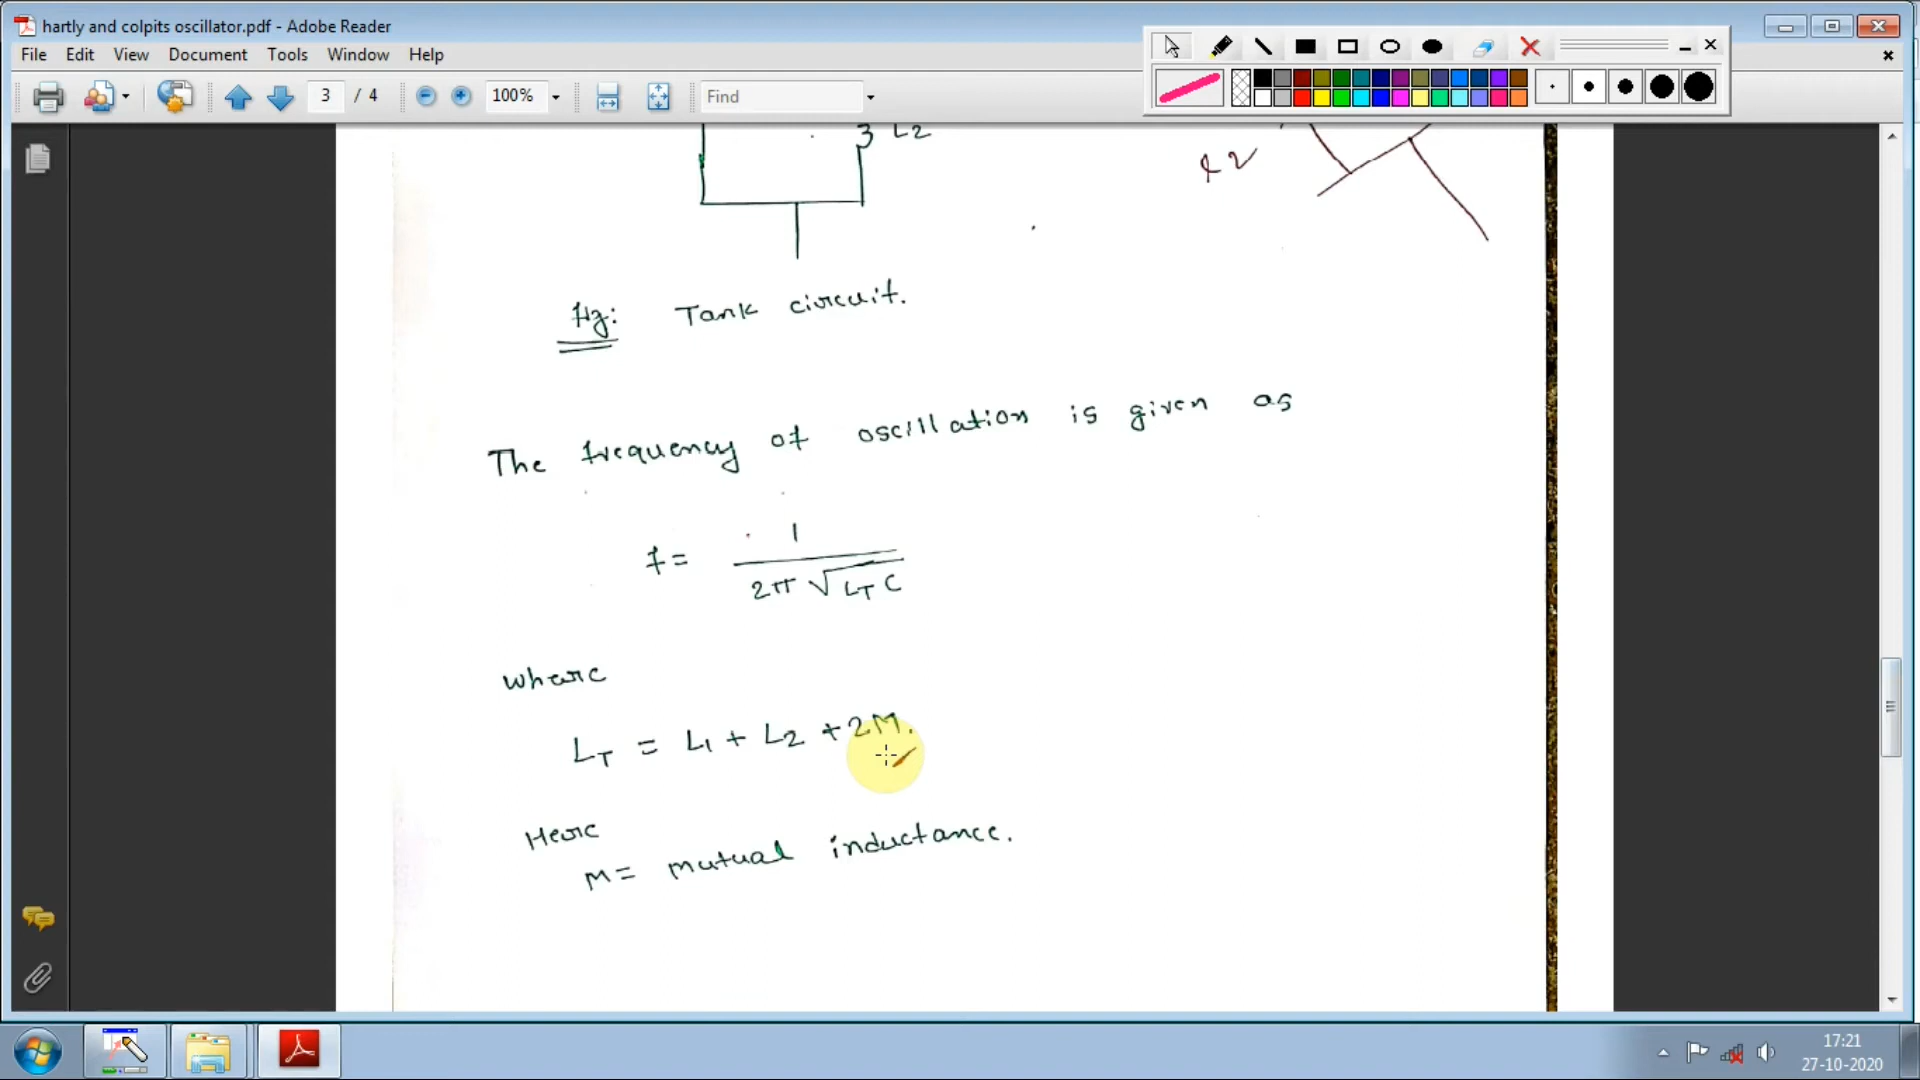 hartly and colpits oscillator.pdf - Adobe Reader
File Edit View Document Tools Window Help
3 / 4 100% Find
L2
Fig: Tank circuit.
The frequency of oscillation is given as
f = 1
2π √LT C
where
LT = L1 + L2 + 2M.
Here
M = mutual inductance.
17:21
27-10-2020